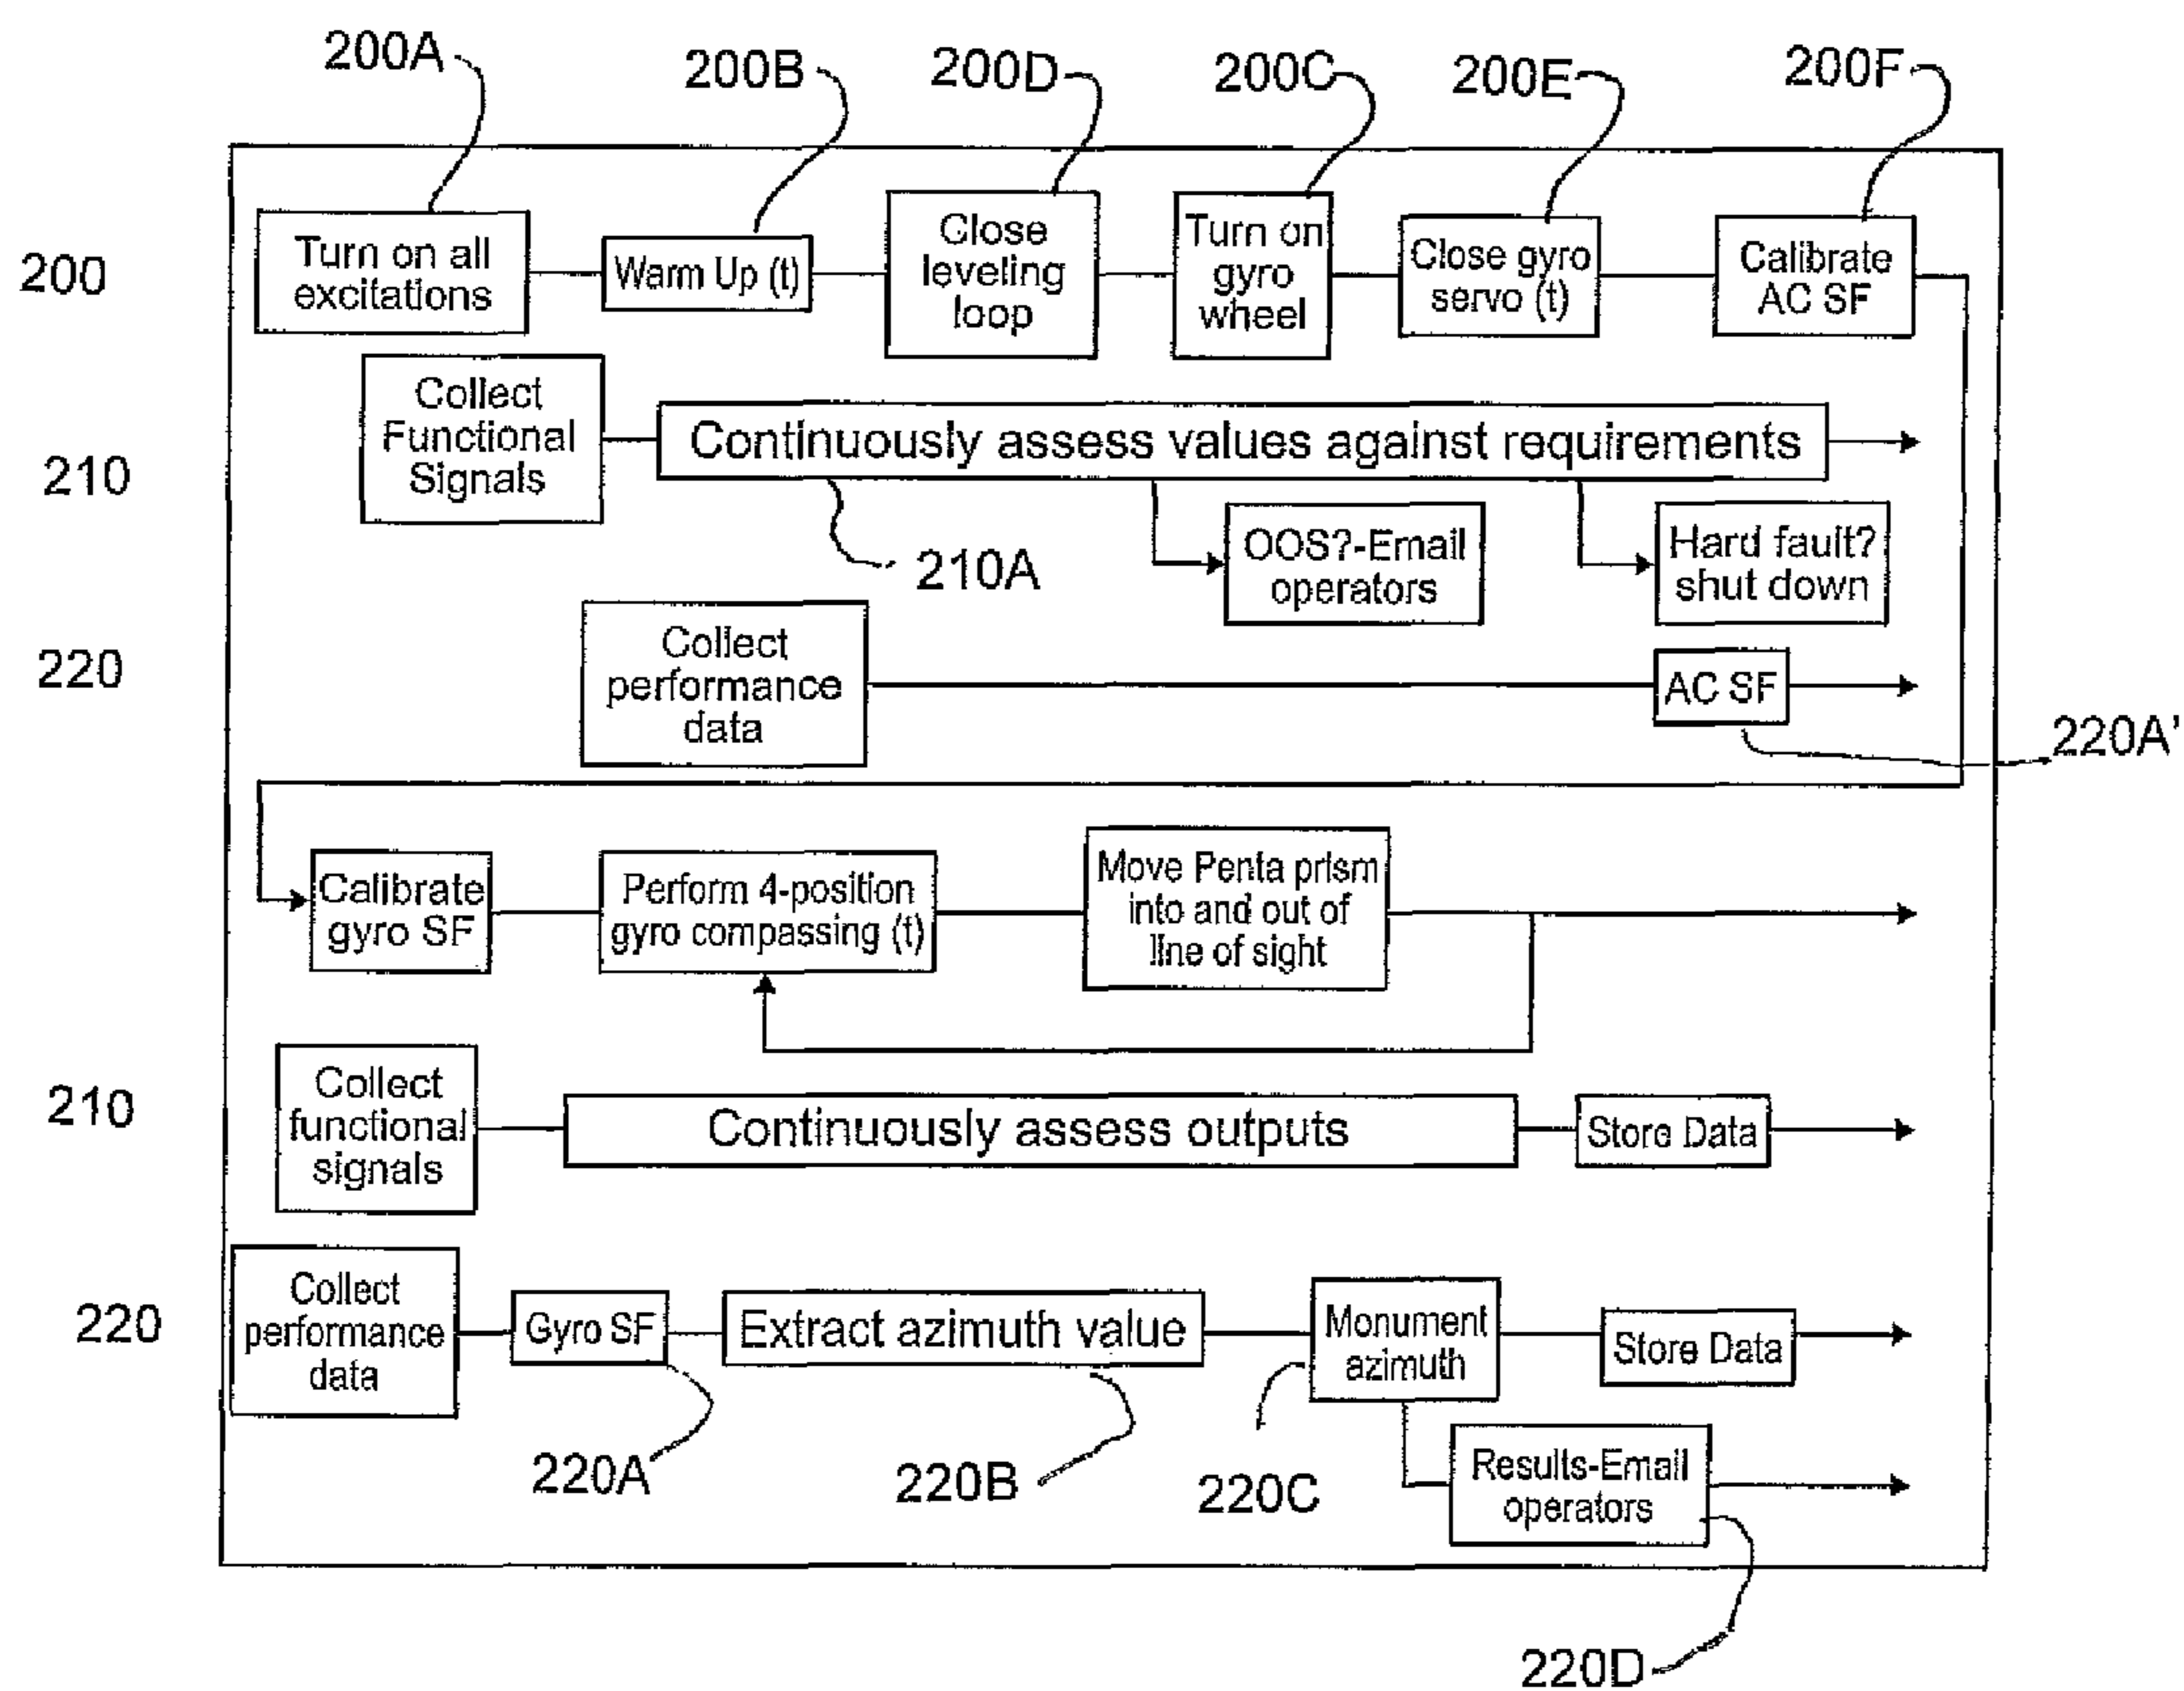 200A
200B
200D
200C
200E
200F
200
Turn on all
excitations
Warm Up (t)
Close
leveling
loop
Turn on
gyro
wheel
Close gyro
servo (t)
Calibrate
AC SF
210
Collect
Functional
Signals
Continuously assess values against requirements
210A
OOS?-Email
operators
Hard fault?
shut down
220
Collect
performance
data
AC SF
220A'
Calibrate
gyro SF
Perform 4-position
gyro compassing (t)
Move Penta prism
into and out of
line of sight
210
Collect
functional
signals
Continuously assess outputs
Store Data
220
Collect
performance
data
Gyro SF
Extract azimuth value
Monument
azimuth
Store Data
220A
220B
220C
Results-Email
operators
220D